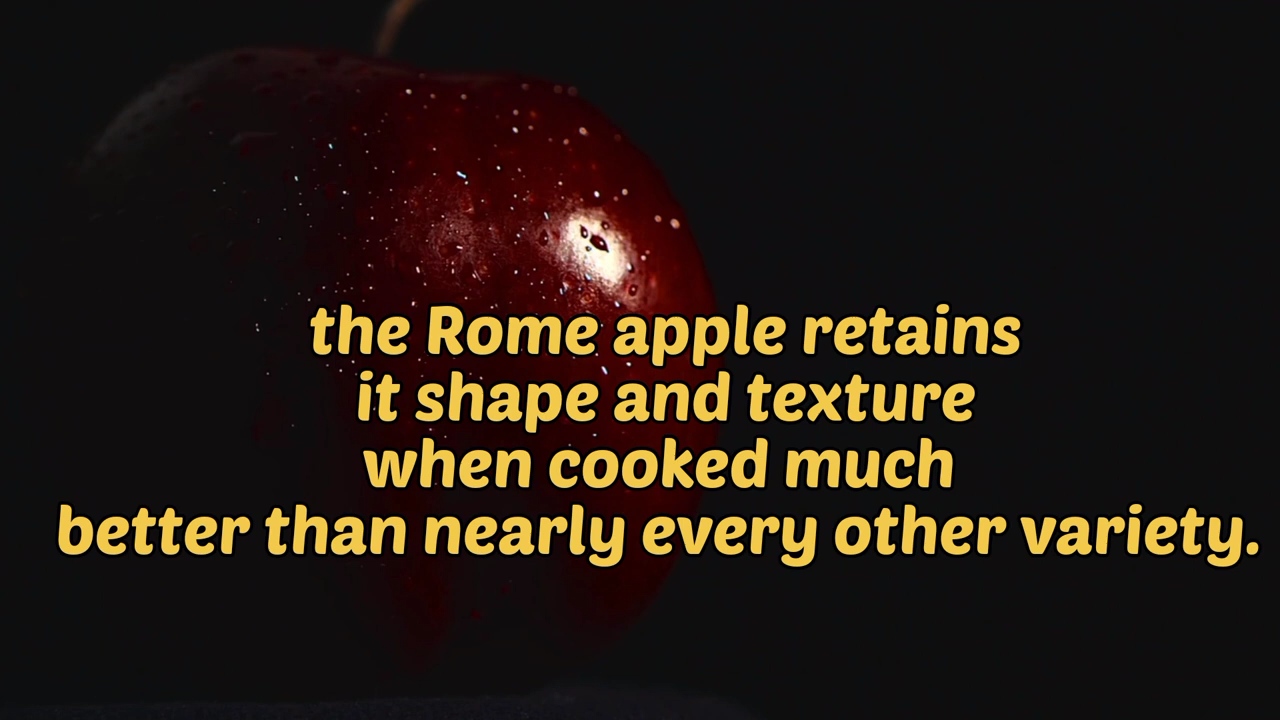 the Rome apple retains
it shape and texture
when cooked much
better than nearly every other variety.